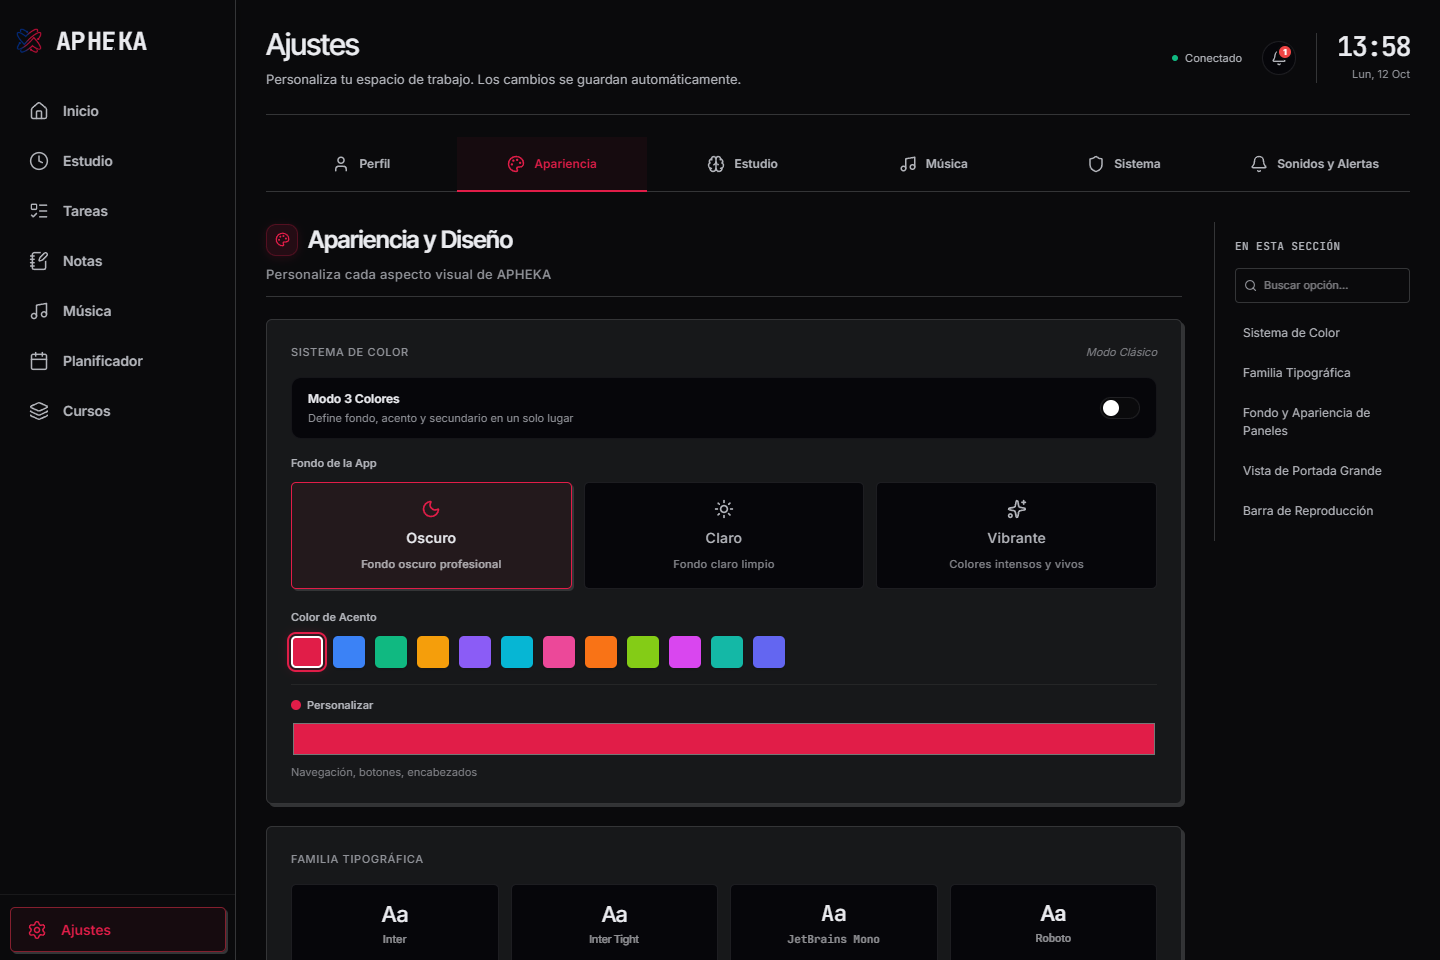 APHEKA
Inicio
Estudio
Tareas
Notas
Música
Planificador
Cursos
Ajustes
Ajustes
Personaliza tu espacio de trabajo. Los cambios se guardan automáticamente.
Conectado
1
13:58
Lun, 12 Oct
Perfil
Apariencia
Estudio
Música
Sistema
Sonidos y Alertas
Apariencia y Diseño
Personaliza cada aspecto visual de APHEKA
SISTEMA DE COLOR
Modo Clásico
Modo 3 Colores
Define fondo, acento y secundario en un solo lugar
Fondo de la App
Oscuro
Fondo oscuro profesional
Claro
Fondo claro limpio
Vibrante
Colores intensos y vivos
Color de Acento
Personalizar
Navegación, botones, encabezados
FAMILIA TIPOGRÁFICA
Aa
Inter
Aa
Inter Tight
Aa
JetBrains Mono
Aa
Roboto
EN ESTA SECCIÓN
Buscar opción...
Sistema de Color
Familia Tipográfica
Fondo y Apariencia de
Paneles
Vista de Portada Grande
Barra de Reproducción